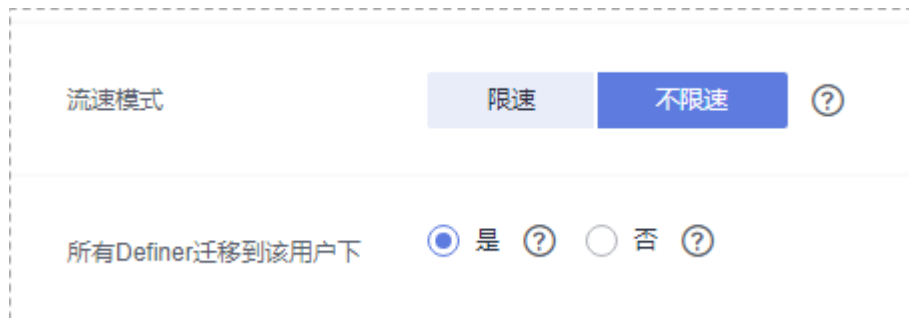 流速模式 限速 不限速 ?
所有Definer迁移到该用户下 是 ? 否 ?